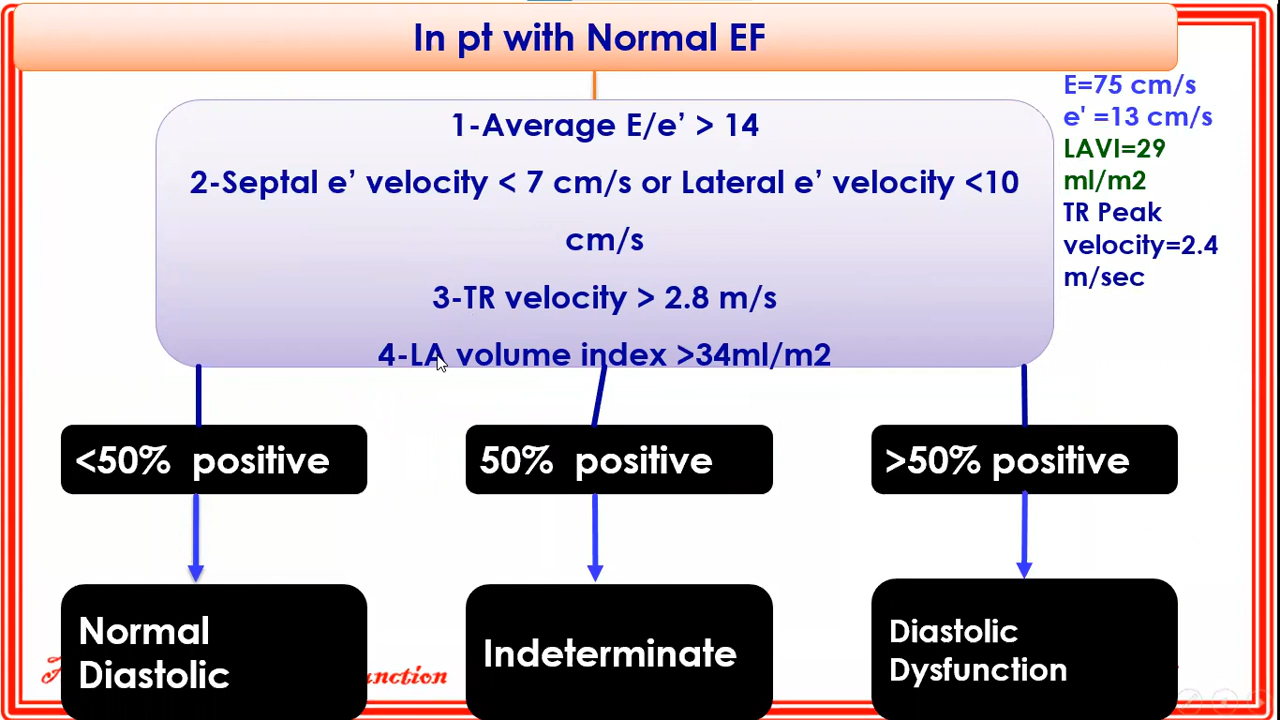 In pt with Normal EF
1-Average E/e’ > 14
2-Septal e’ velocity < 7 cm/s or Lateral e’ velocity <10
cm/s
3-TR velocity > 2.8 m/s
4-LA volume index >34ml/m2
E=75 cm/s
e' =13 cm/s
LAVI=29
ml/m2
TR Peak
velocity=2.4
m/sec
<50% positive
50% positive
>50% positive
Normal
Diastolic
Indeterminate
Diastolic
Dysfunction